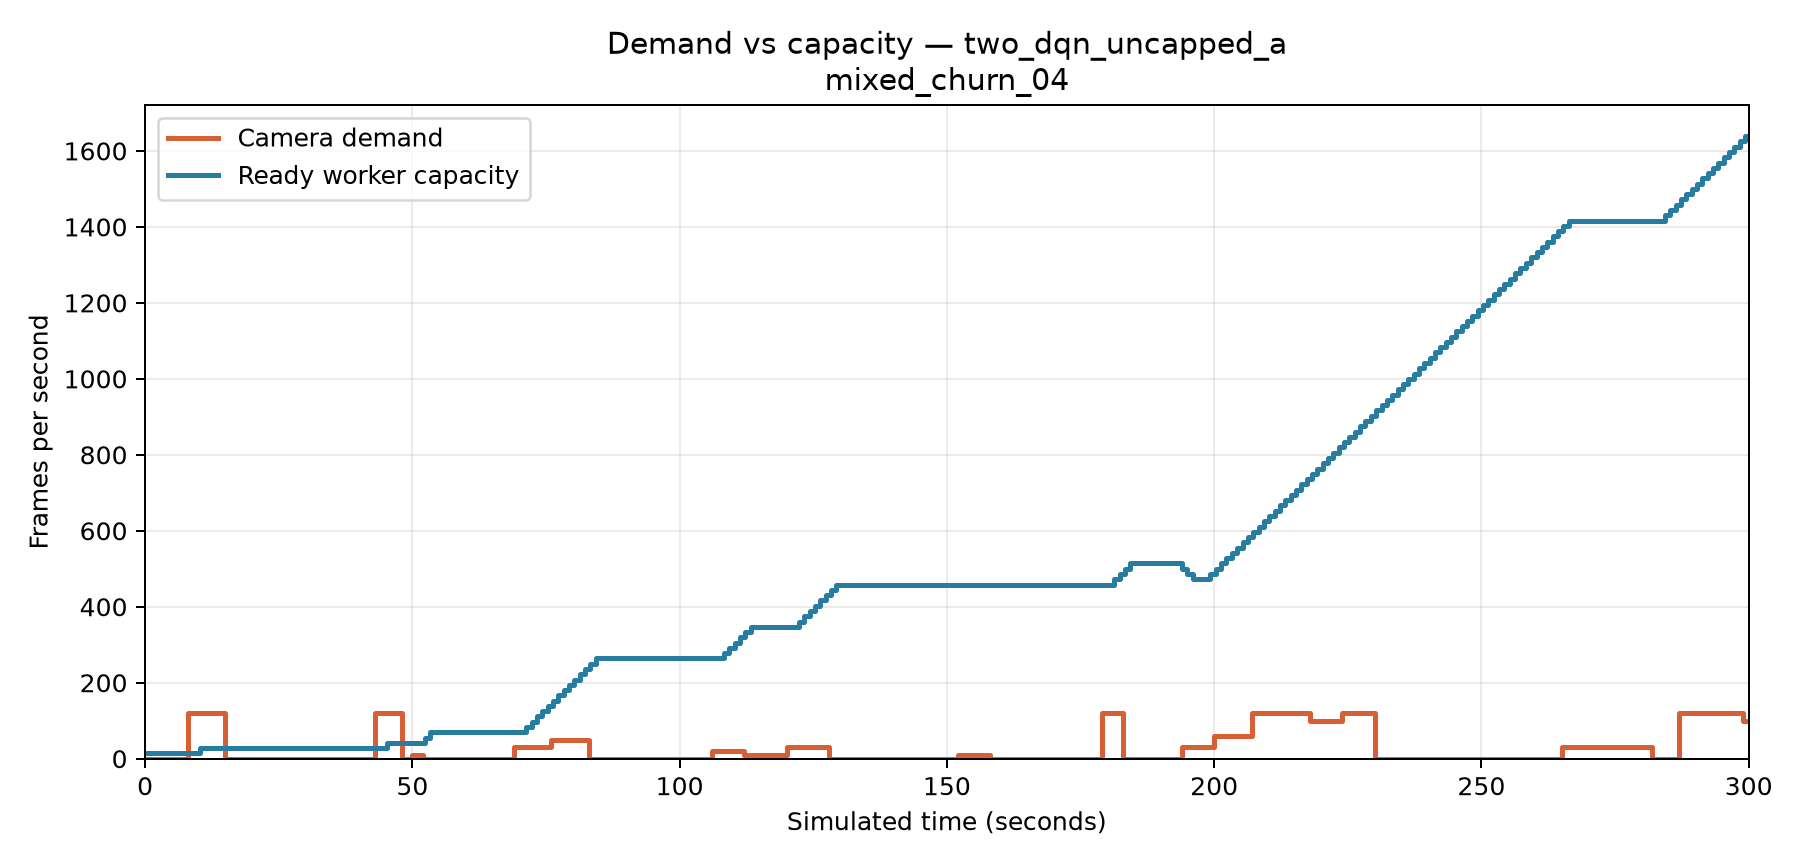 Demand vs capacity — two_dqn_uncapped_a
mixed_churn_04
Camera demand
Ready worker capacity
Frames per second
1600
1400
1200
1000
800
600
400
200
0
0 50 100 150 200 250 300
Simulated time (seconds)